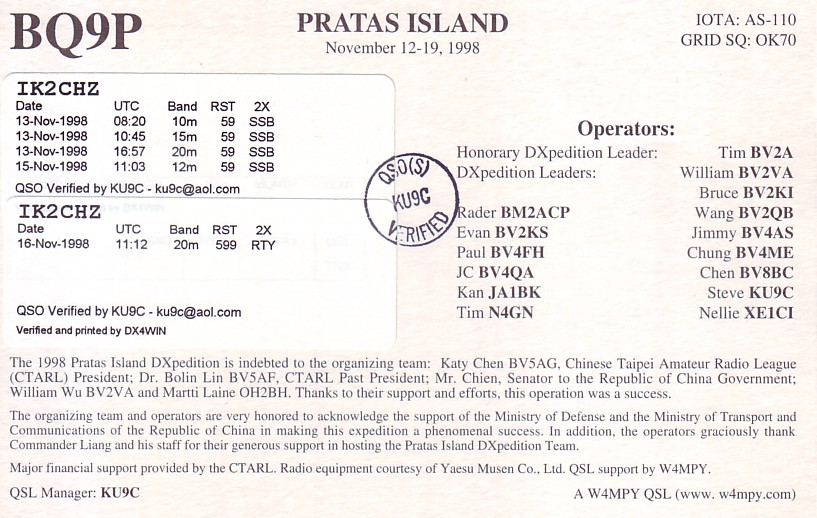 BQ9P
PRATAS ISLAND
November 12-19, 1998
IOTA: AS-110
GRID SQ: OK70
IK2CHZ
Date UTC Band RST 2X
13-Nov-1998 08:20 10m 59 SSB
13-Nov-1998 10:45 15m 59 SSB
13-Nov-1998 16:57 20m 59 SSB
15-Nov-1998 11:03 12m 59 SSB
QSO Verified by KU9C - ku9c@aol.com
IK2CHZ
Date UTC Band RST 2X
16-Nov-1998 11:12 20m 599 RTY
QSO Verified by KU9C - ku9c@aol.com
Verified and printed by DX4WIN
QSO(S)
KU9C
VERIFIED
Operators:
Honorary DXpedition Leader: Tim BV2A
DXpedition Leaders: William BV2VA
Bruce BV2KI
Rader BM2ACP Wang BV2QB
Evan BV2KS Jimmy BV4AS
Paul BV4FH Chung BV4ME
JC BV4QA Chen BV8BC
Kan JA1BK Steve KU9C
Tim N4GN Nellie XE1CI
The 1998 Pratas Island DXpedition is indebted to the organizing team: Katy Chen BV5AG, Chinese Taipei Amateur Radio League
(CTARL) President; Dr. Bolin Lin BV5AF, CTARL Past President; Mr. Chien, Senator to the Republic of China Government;
William Wu BV2VA and Martti Laine OH2BH. Thanks to their support and efforts, this operation was a success.
The organizing team and operators are very honored to acknowledge the support of the Ministry of Defense and the Ministry of Transport and
Communications of the Republic of China in making this expedition a phenomenal success. In addition, the operators graciously thank
Commander Liang and his staff for their generous support in hosting the Pratas Island DXpedition Team.
Major financial support provided by the CTARL. Radio equipment courtesy of Yaesu Musen Co., Ltd. QSL support by W4MPY.
QSL Manager: KU9C
A W4MPY QSL (www. w4mpy.com)